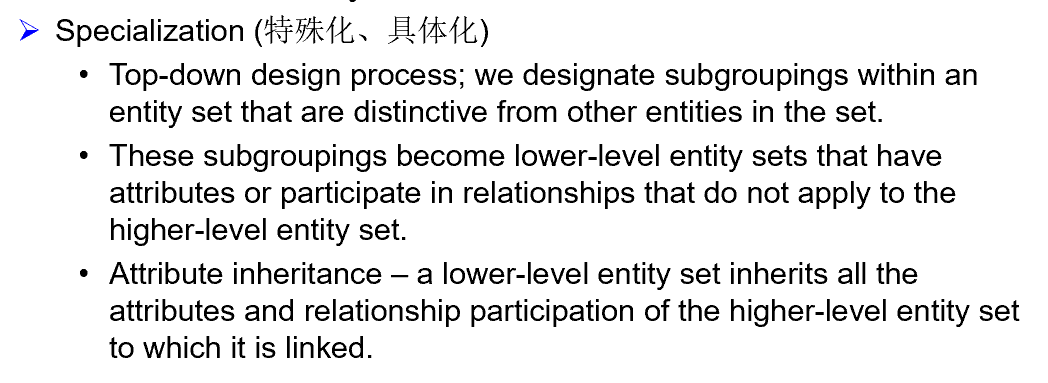 ➢ Specialization (特殊化、具体化)
• Top-down design process; we designate subgroupings within an
entity set that are distinctive from other entities in the set.
• These subgroupings become lower-level entity sets that have
attributes or participate in relationships that do not apply to the
higher-level entity set.
• Attribute inheritance – a lower-level entity set inherits all the
attributes and relationship participation of the higher-level entity set
to which it is linked.